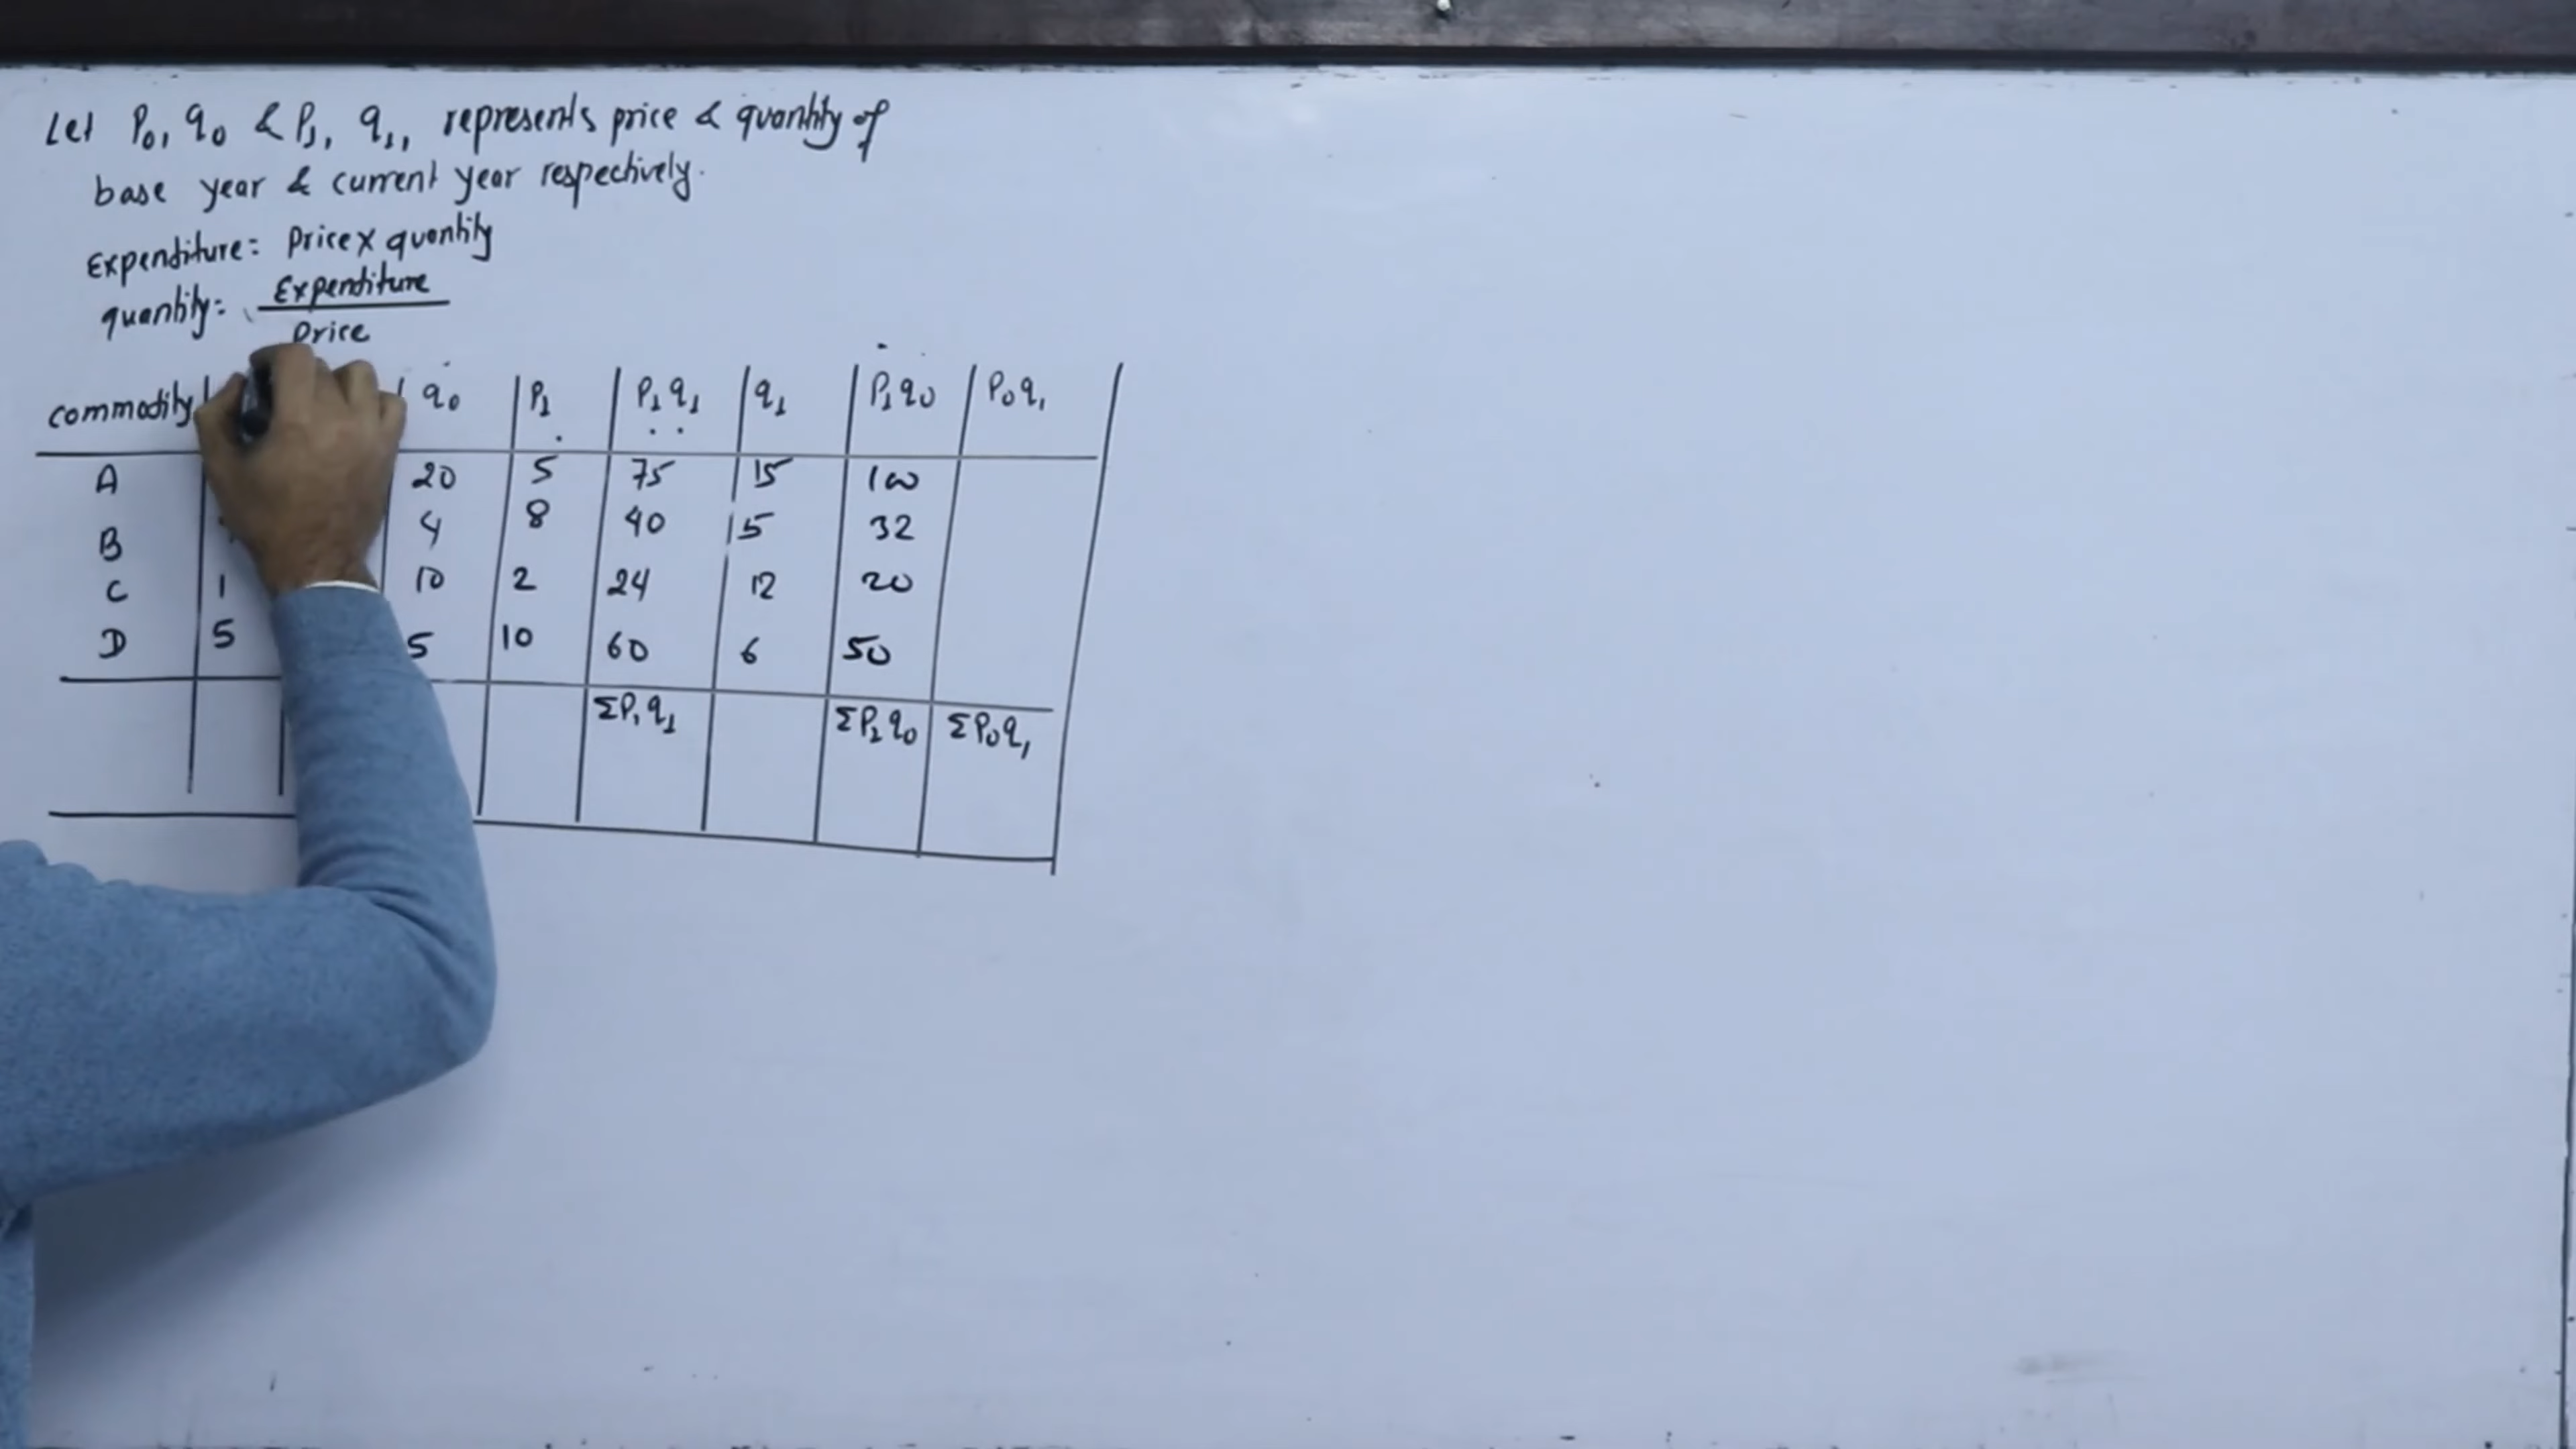 Let P₀, q₀ & P₁, q₁, represents price & quantity of
base year & current year respectively.
Expenditure = Price x quantity
quantity = Expenditure
Price
commodity q₀ P₁ P₁q₁ q₁ P₁q₀ P₀q₁
A 20 5 75 15 100
B 4 8 40 5 32
C 1 10 2 24 12 20
D 5 5 10 60 6 50
ΣP₁q₁ ΣP₁q₀ ΣP₀q₁